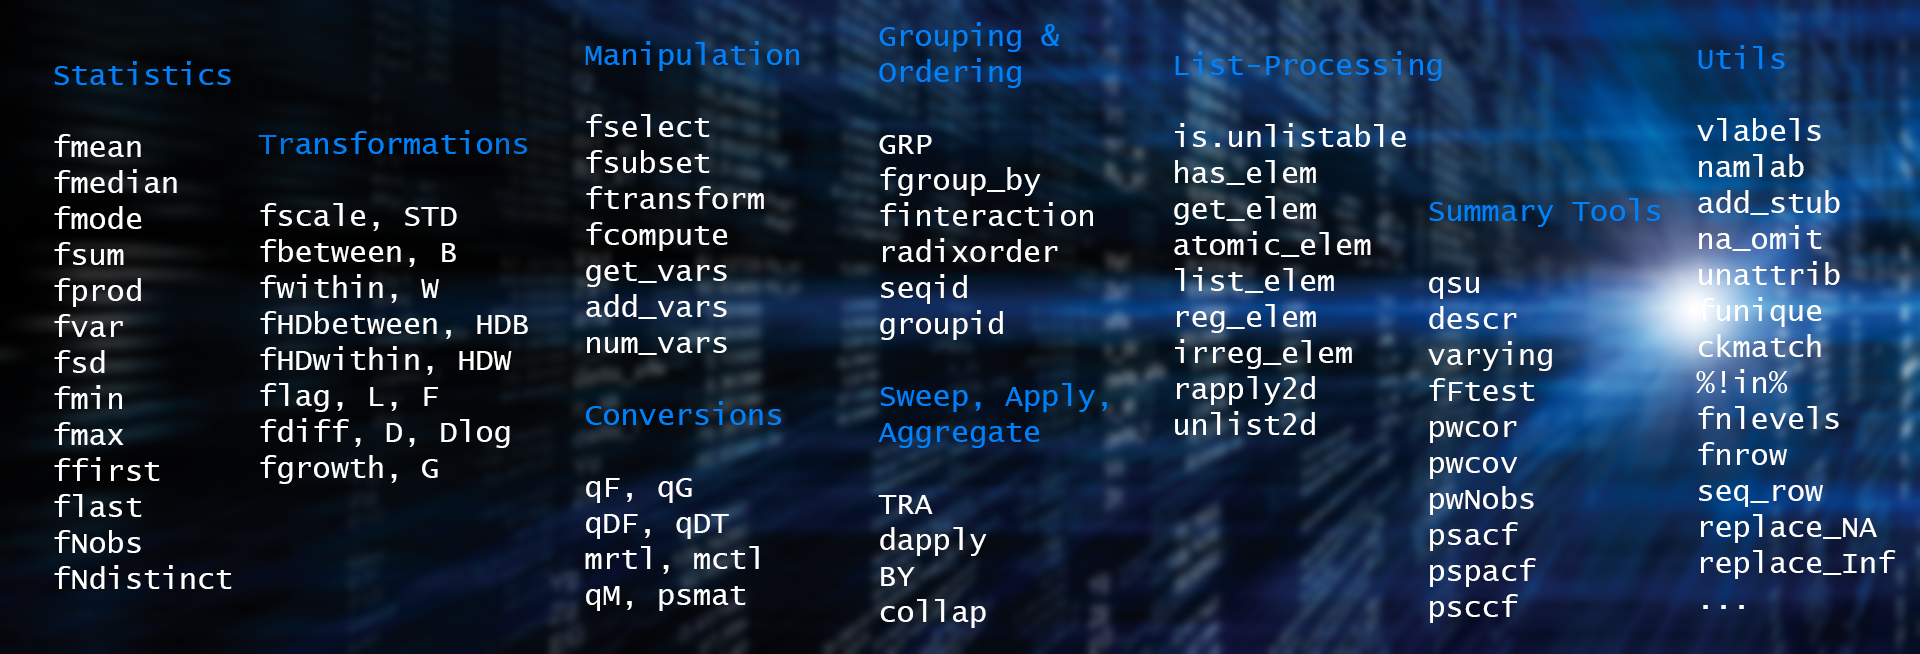 Statistics
fmean
fmedian
fmode
fsum
fprod
fvar
fsd
fmin
fmax
ffirst
flast
fNobs
fNdistinct
Transformations
fscale, STD
fbetween, B
fwithin, W
fHDbetween, HDB
fHDwithin, HDW
flag, L, F
fdiff, D, Dlog
fgrowth, G
Manipulation
fselect
fsubset
ftransform
fcompute
get_vars
add_vars
num_vars
Conversions
qF, qG
qDF, qDT
mrtl, mctl
qM, psmat
Grouping &
Ordering
GRP
fgroup_by
finteraction
radixorder
seqid
groupid
Sweep, Apply,
Aggregate
TRA
dapply
BY
collap
List-Processing
is.unlistable
has_elem
get_elem
atomic_elem
list_elem
reg_elem
irreg_elem
rapply2d
unlist2d
Summary Tools
qsu
descr
varying
fFtest
pwcor
pwcov
pwNobs
psacf
pspacf
psccf
Utils
vlabels
namlab
add_stub
na_omit
unattrib
funique
ckmatch
%!in%
fnlevels
fnrow
seq_row
replace_NA
replace_Inf
...